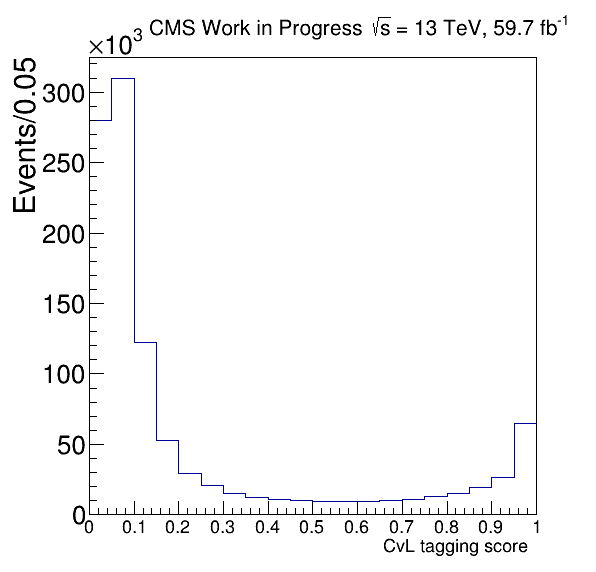 ×10³ CMS Work in Progress √s = 13 TeV, 59.7 fb⁻¹
Events/0.05
300
250
200
150
100
50
0
0 0.1 0.2 0.3 0.4 0.5 0.6 0.7 0.8 0.9 1
CvL tagging score